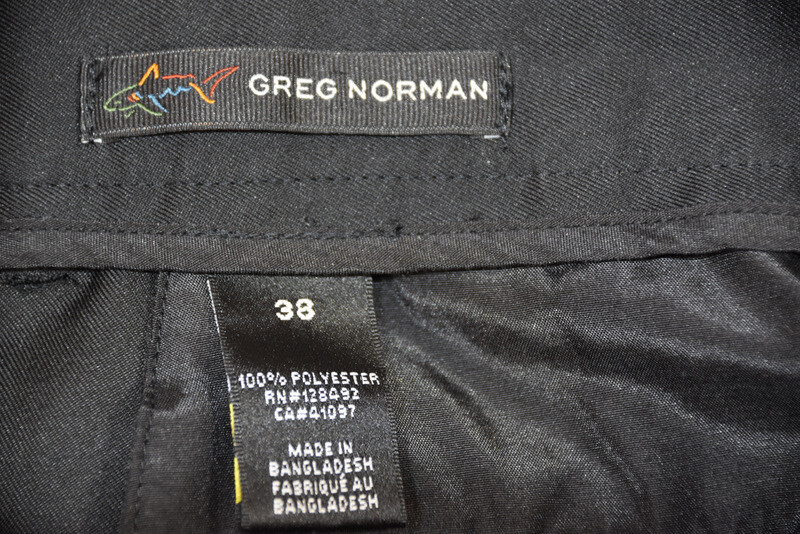 GREG NORMAN
38
100% POLYESTER
RN#128492
CA#41097
MADE IN
BANGLADESH
FABRIQUÉ AU
BANGLADESH